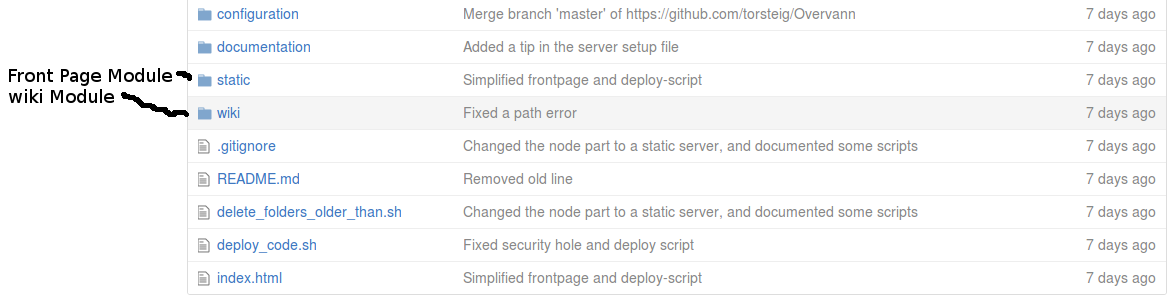 configuration Merge branch 'master' of https://github.com/torsteig/Overvann 7 days ago
documentation Added a tip in the server setup file 7 days ago
Front Page Module static Simplified frontpage and deploy-script 7 days ago
wiki Module
wiki Fixed a path error 7 days ago
.gitignore Changed the node part to a static server, and documented some scripts 7 days ago
README.md Removed old line 7 days ago
delete_folders_older_than.sh Changed the node part to a static server, and documented some scripts 7 days ago
deploy_code.sh Fixed security hole and deploy script 7 days ago
index.html Simplified frontpage and deploy-script 7 days ago